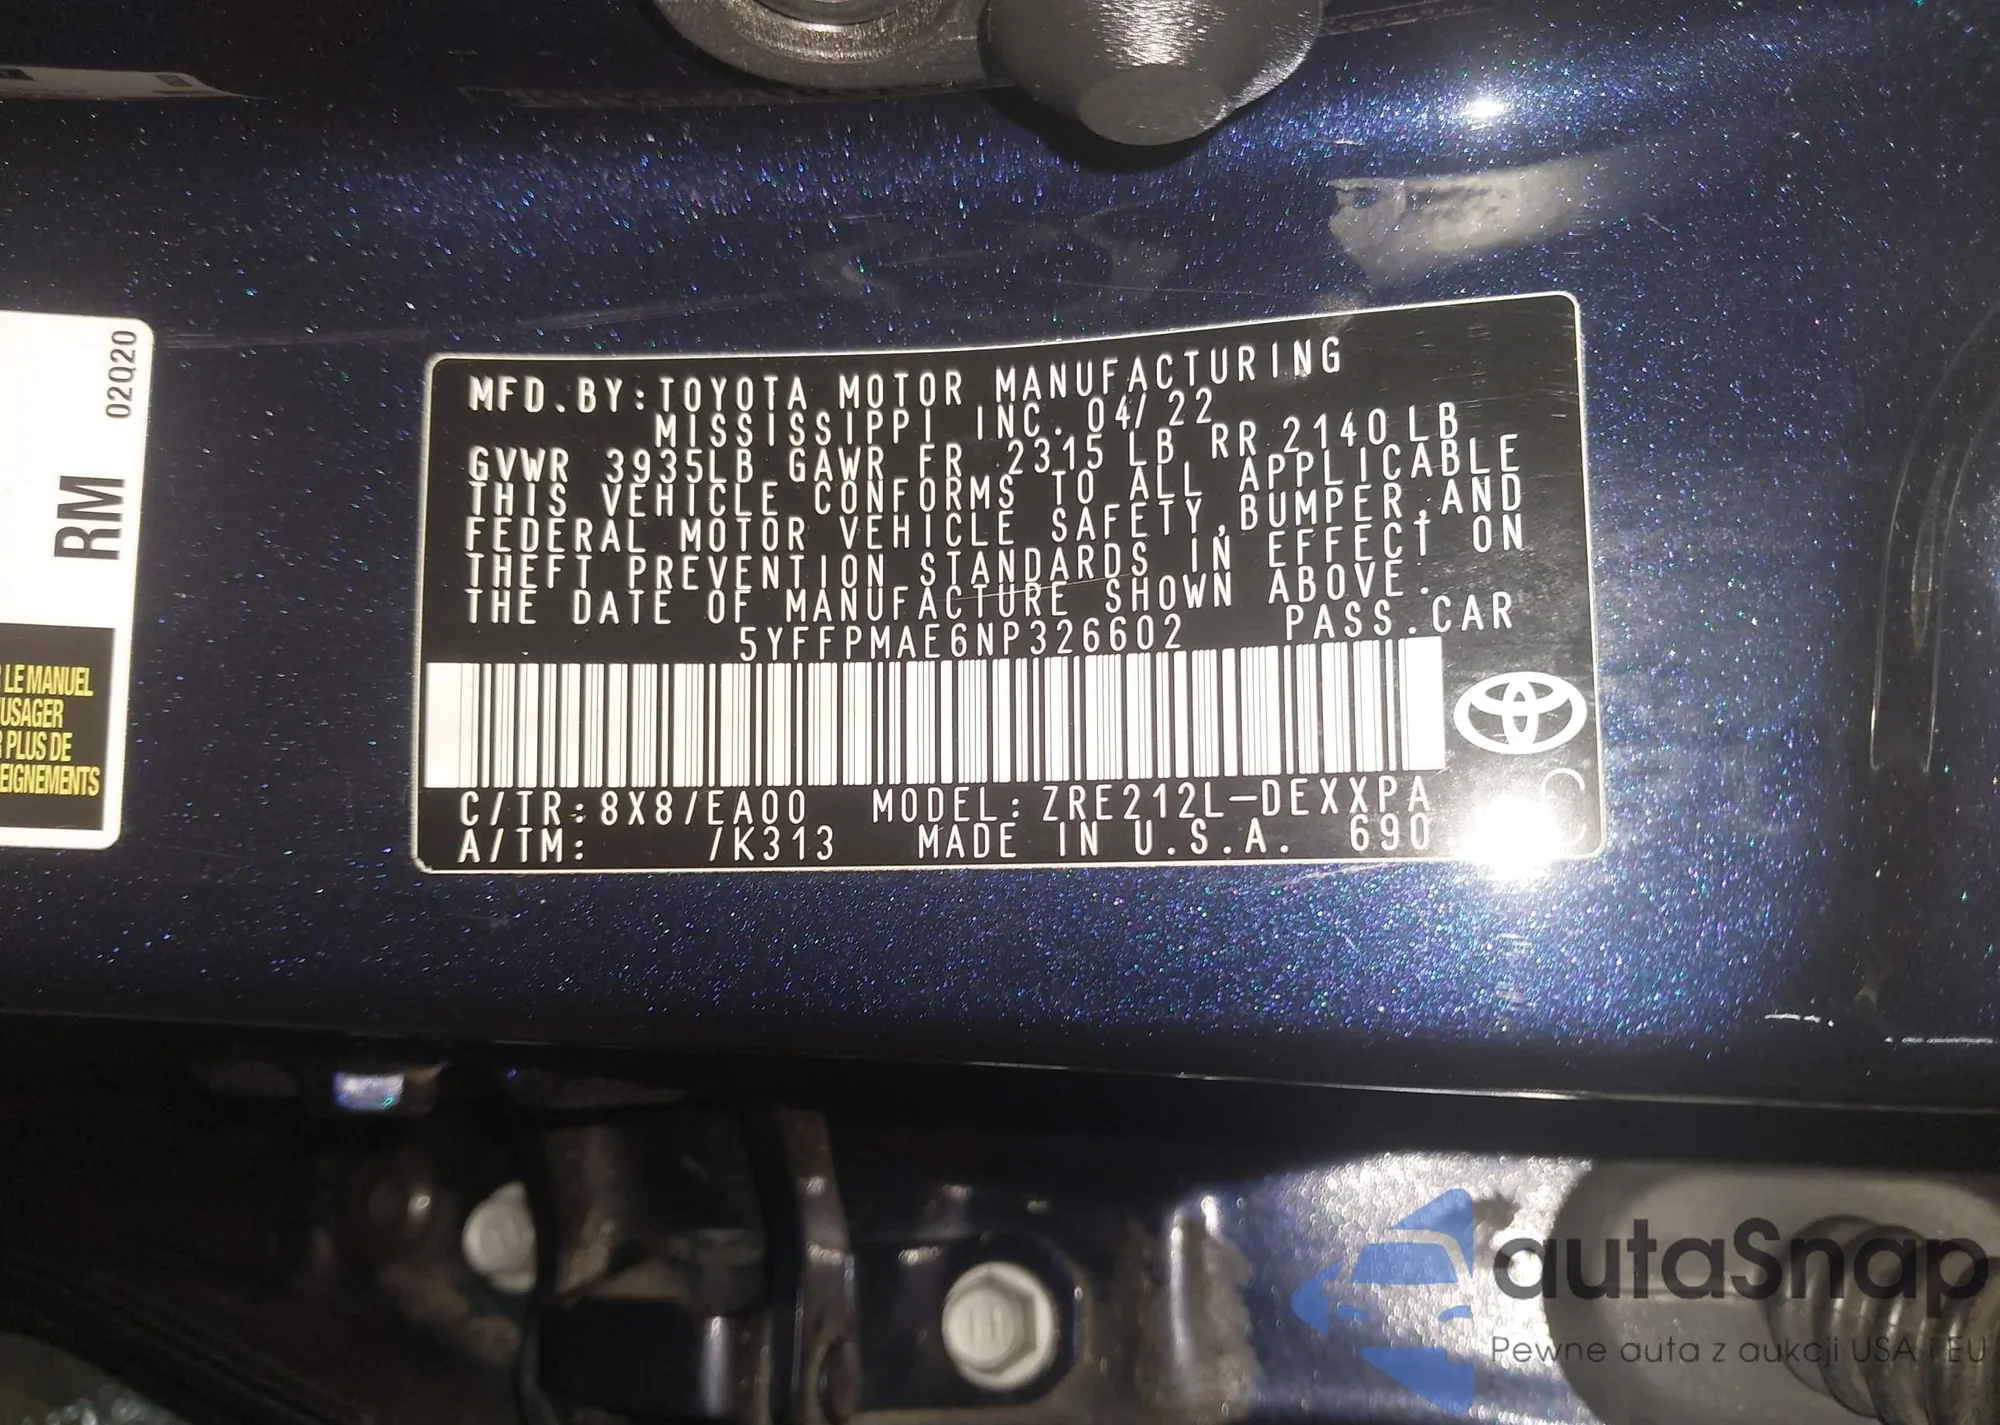 MFD.BY:TOYOTA MOTOR MANUFACTURING
MISSISSIPPI INC. 04/22
GVWR 3935LB GAWR FR 2315 LB RR 2140 LB
THIS VEHICLE CONFORMS TO ALL APPLICABLE
FEDERAL MOTOR VEHICLE SAFETY,BUMPER,AND
THEFT PREVENTION STANDARDS IN EFFECT ON
THE DATE OF MANUFACTURE SHOWN ABOVE.
5YFFPMAE6NP326602 PASS.CAR
C/TR:8X8/EA00 MODEL:ZRE212L-DEXXPA
A/TM: /K313 MADE IN U.S.A. 690
02Q20
RM
LE MANUEL
USAGER
PLUS DE
EIGNEMENTS
autaSnap
Pewne auta z aukcji USA i EU